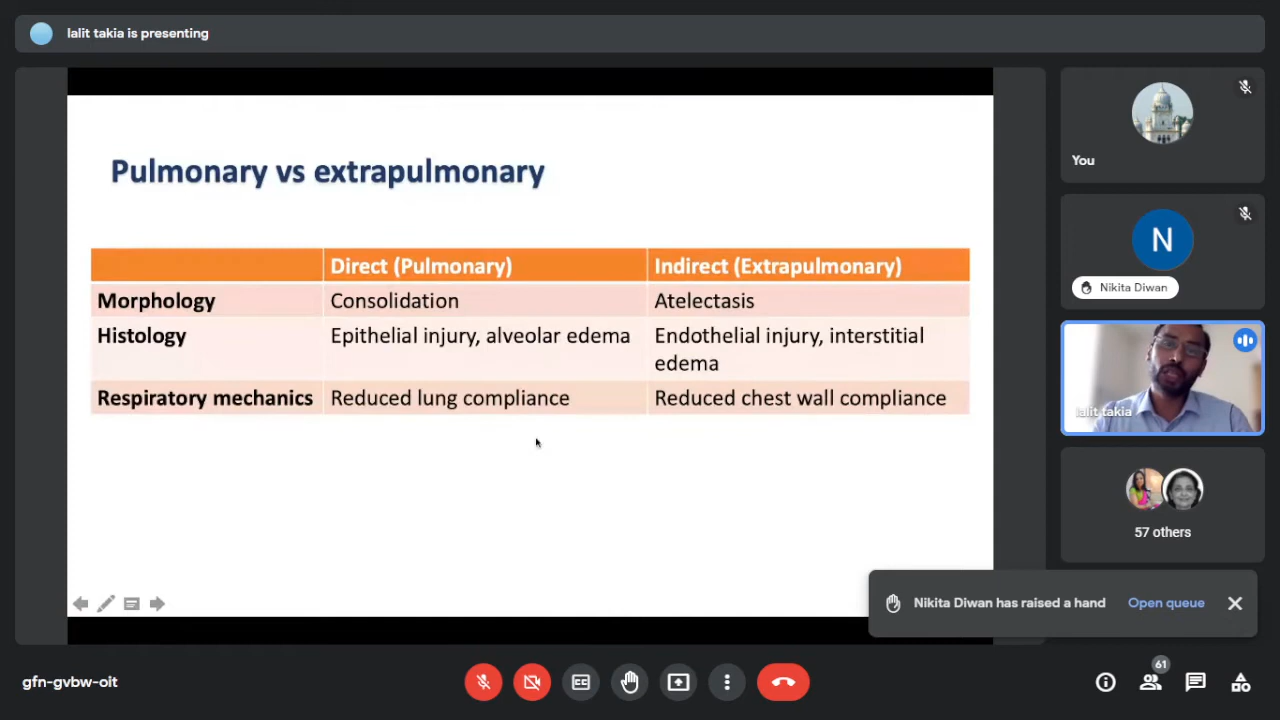 lalit takia is presenting
Pulmonary vs extrapulmonary
Direct (Pulmonary) Indirect (Extrapulmonary)
Morphology Consolidation Atelectasis
Histology Epithelial injury, alveolar edema Endothelial injury, interstitial
edema
Respiratory mechanics Reduced lung compliance Reduced chest wall compliance
You
N
Nikita Diwan
lalit takia
57 others
Nikita Diwan has raised a hand Open queue
gfn-gvbw-oit
CC
61